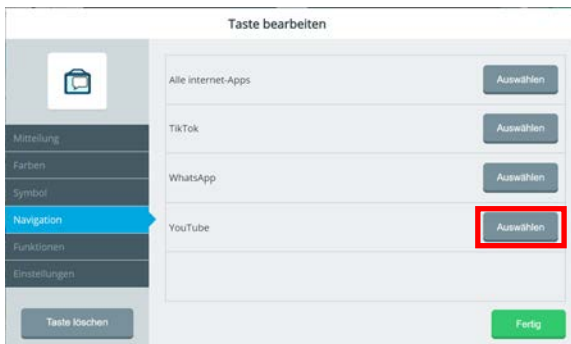 Taste bearbeiten
Alle internet-Apps
Auswählen
TikTok
Auswählen
WhatsApp
Auswählen
YouTube
Auswählen
Mitteilung
Farben
Symbol
Navigation
Funktionen
Einstellungen
Taste löschen
Fertig